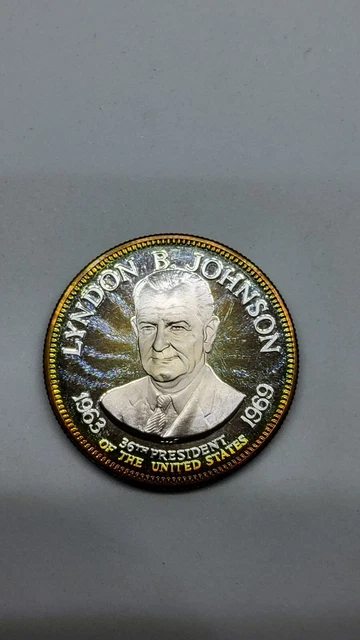 LYNDON B. JOHNSON
1963
1969
36TH PRESIDENT
OF THE UNITED STATES